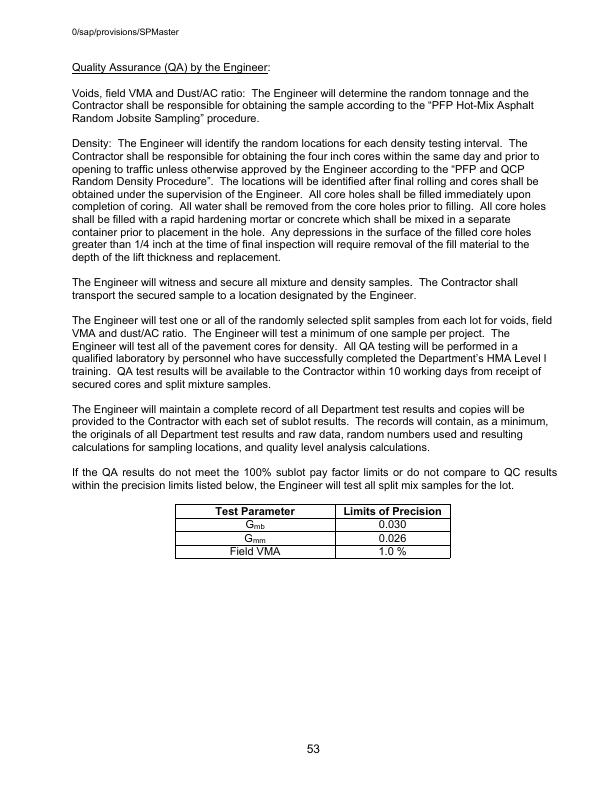 0/sap/provisions/SPMaster
Quality Assurance (QA) by the Engineer:
Voids, field VMA and Dust/AC ratio:  The Engineer will determine the random tonnage and the
Contractor shall be responsible for obtaining the sample according to the “PFP Hot-Mix Asphalt
Random Jobsite Sampling” procedure.
Density:  The Engineer will identify the random locations for each density testing interval.  The
Contractor shall be responsible for obtaining the four inch cores within the same day and prior to
opening to traffic unless otherwise approved by the Engineer according to the “PFP and QCP
Random Density Procedure”.  The locations will be identified after final rolling and cores shall be
obtained under the supervision of the Engineer.  All core holes shall be filled immediately upon
completion of coring.  All water shall be removed from the core holes prior to filling.  All core holes
shall be filled with a rapid hardening mortar or concrete which shall be mixed in a separate
container prior to placement in the hole.  Any depressions in the surface of the filled core holes
greater than 1/4 inch at the time of final inspection will require removal of the fill material to the
depth of the lift thickness and replacement.
The Engineer will witness and secure all mixture and density samples.  The Contractor shall
transport the secured sample to a location designated by the Engineer.
The Engineer will test one or all of the randomly selected split samples from each lot for voids, field
VMA and dust/AC ratio.  The Engineer will test a minimum of one sample per project.  The
Engineer will test all of the pavement cores for density.  All QA testing will be performed in a
qualified laboratory by personnel who have successfully completed the Department’s HMA Level I
training.  QA test results will be available to the Contractor within 10 working days from receipt of
secured cores and split mixture samples.
The Engineer will maintain a complete record of all Department test results and copies will be
provided to the Contractor with each set of sublot results.  The records will contain, as a minimum,
the originals of all Department test results and raw data, random numbers used and resulting
calculations for sampling locations, and quality level analysis calculations.
If the QA results do not meet the 100% sublot pay factor limits or do not compare to QC results
within the precision limits listed below, the Engineer will test all split mix samples for the lot.
Test Parameter Limits of Precision
Gmb 0.030
Gmm 0.026
Field VMA 1.0 %
53